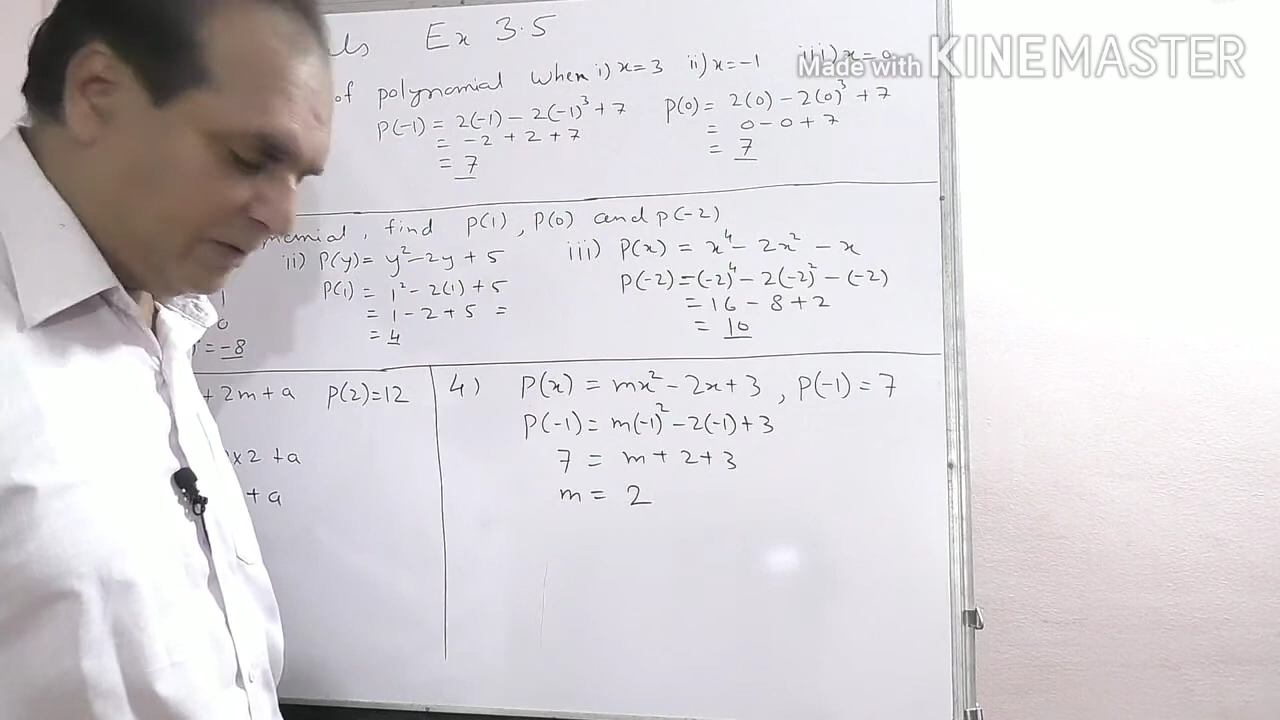 Ex 3.5
of polynomial when i) x=3 ii) x=-1 iii) x=0
Made with KINEMASTER
P(-1) = 2(-1) - 2(-1)³ + 7
= -2 + 2 + 7
= 7
P(0) = 2(0) - 2(0)³ + 7
= 0 - 0 + 7
= 7
find P(1), P(0) and P(-2)
ii) P(y) = y² - 2y + 5
P(1) = 1² - 2(1) + 5
= 1 - 2 + 5 =
= 4
iii) P(x) = x⁴ - 2x² - x
P(-2) = (-2)⁴ - 2(-2)² - (-2)
= 16 - 8 + 2
= 10
1
0
= -8
+ 2m + a P(2) = 12
x2 + a
+ a
4) P(x) = mx² - 2x + 3, P(-1) = 7
P(-1) = m(-1)² - 2(-1) + 3
7 = m + 2 + 3
m = 2